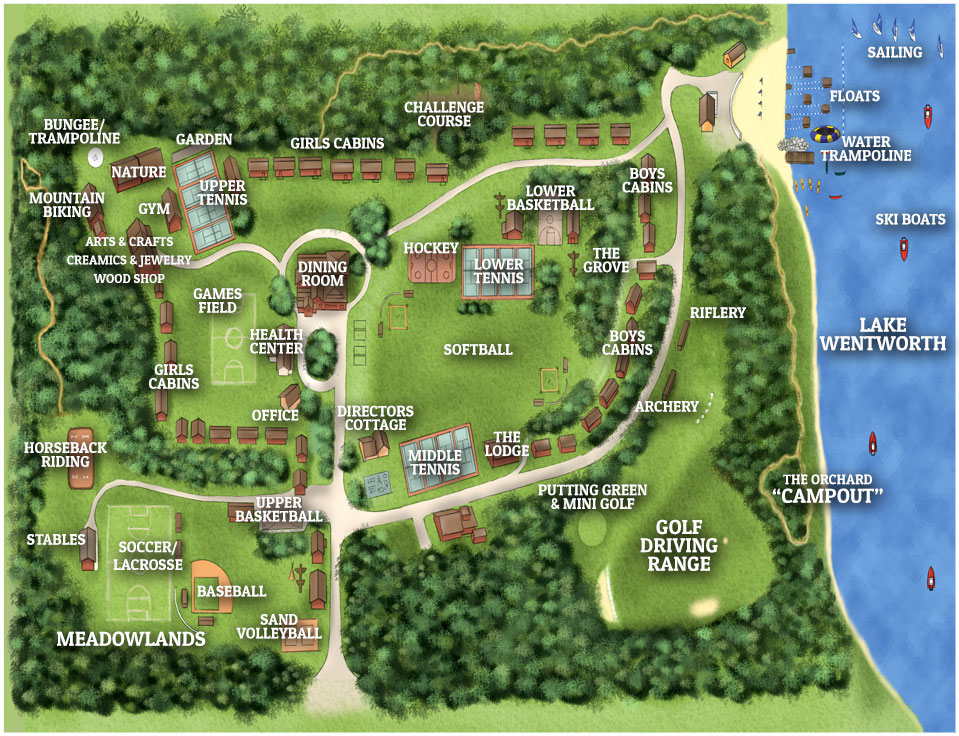 SAILING
FLOATS
CHALLENGE
COURSE
BUNGEE/
TRAMPOLINE
GARDEN
GIRLS CABINS
WATER
TRAMPOLINE
NATURE
UPPER
TENNIS
BOYS
CABINS
LOWER
BASKETBALL
MOUNTAIN
BIKING
GYM
SKI BOATS
ARTS & CRAFTS
CREAMICS & JEWELRY
WOOD SHOP
DINING
ROOM
HOCKEY
LOWER
TENNIS
THE
GROVE
GAMES
FIELD
RIFLERY
LAKE
WENTWORTH
HEALTH
CENTER
SOFTBALL
BOYS
CABINS
GIRLS
CABINS
OFFICE
DIRECTORS
COTTAGE
ARCHERY
HORSEBACK
RIDING
MIDDLE
TENNIS
THE
LODGE
THE ORCHARD
"CAMPOUT"
PUTTING GREEN
& MINI GOLF
UPPER
BASKETBALL
GOLF
DRIVING
RANGE
STABLES
SOCCER/
LACROSSE
BASEBALL
SAND
VOLLEYBALL
MEADOWLANDS